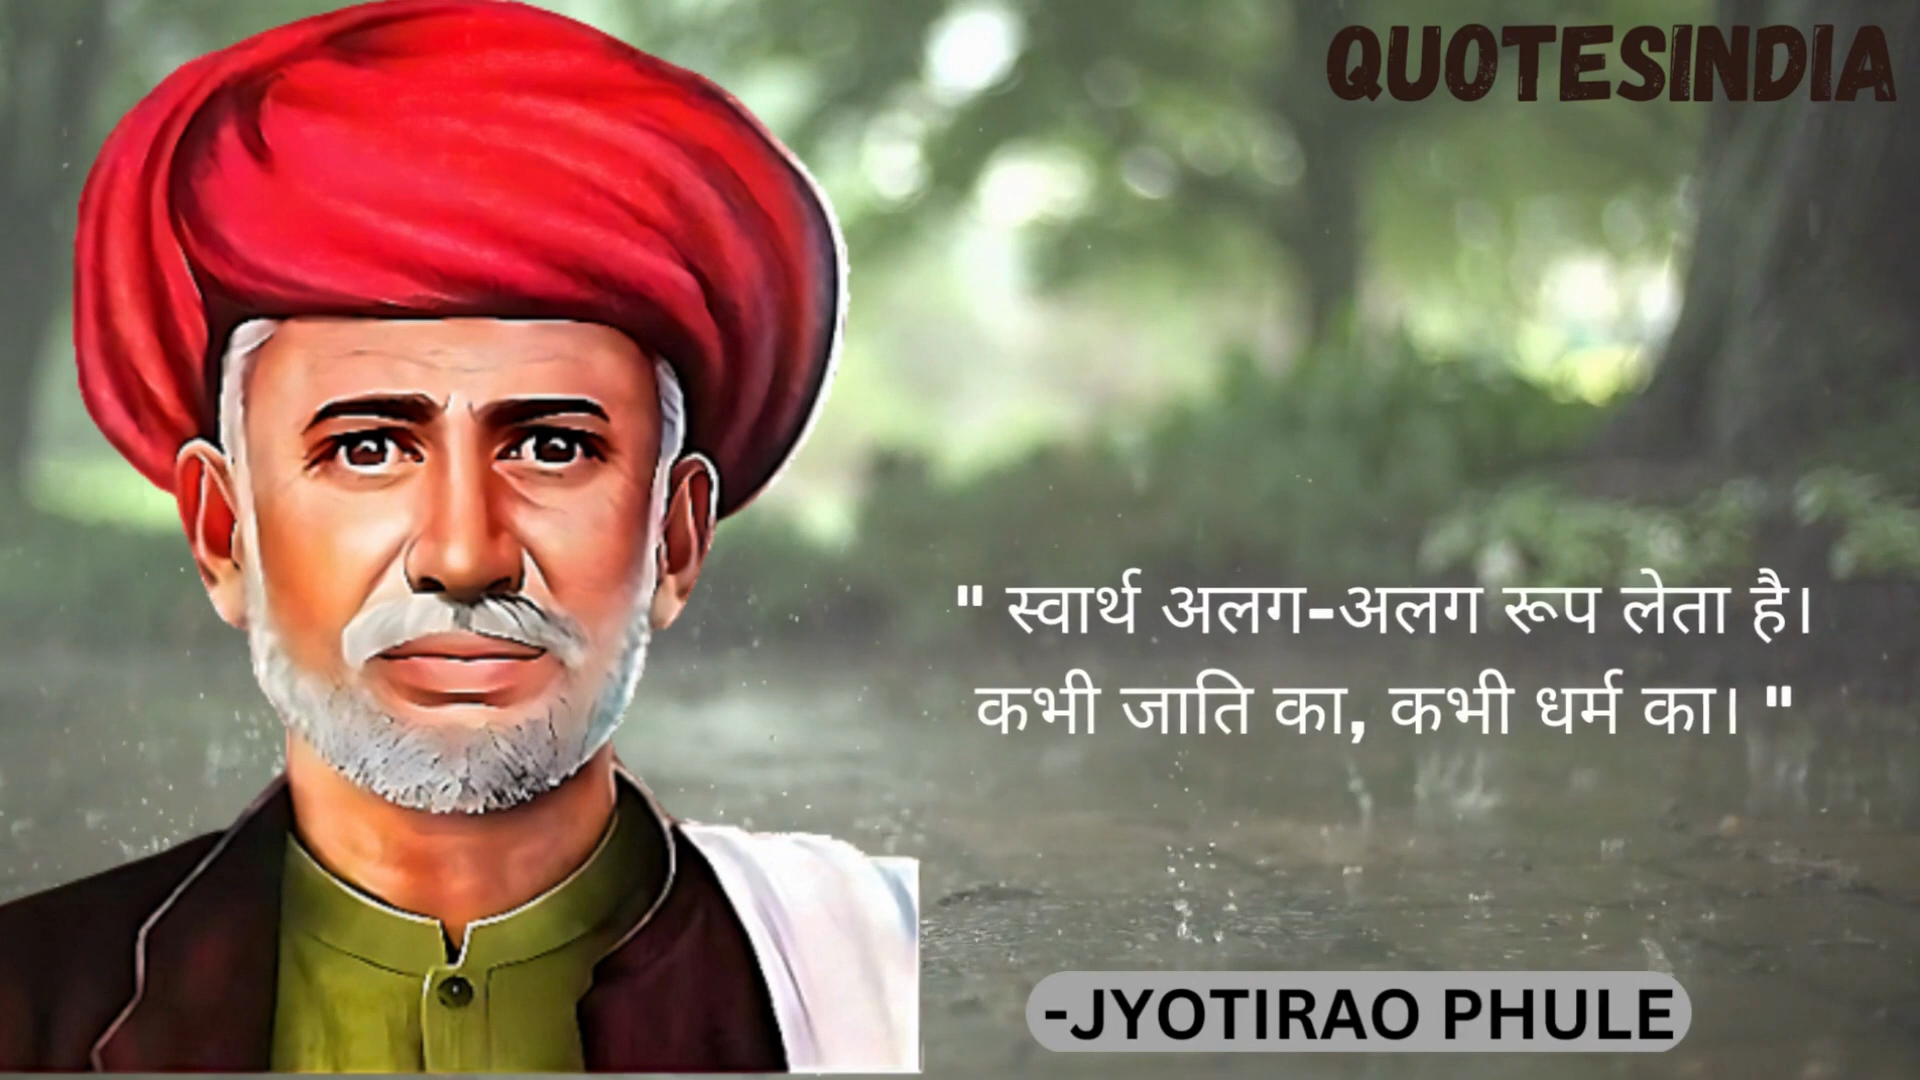 QUOTESINDIA
" स्वार्थ अलग-अलग रूप लेता है।
कभी जाति का, कभी धर्म का। "
-JYOTIRAO PHULE